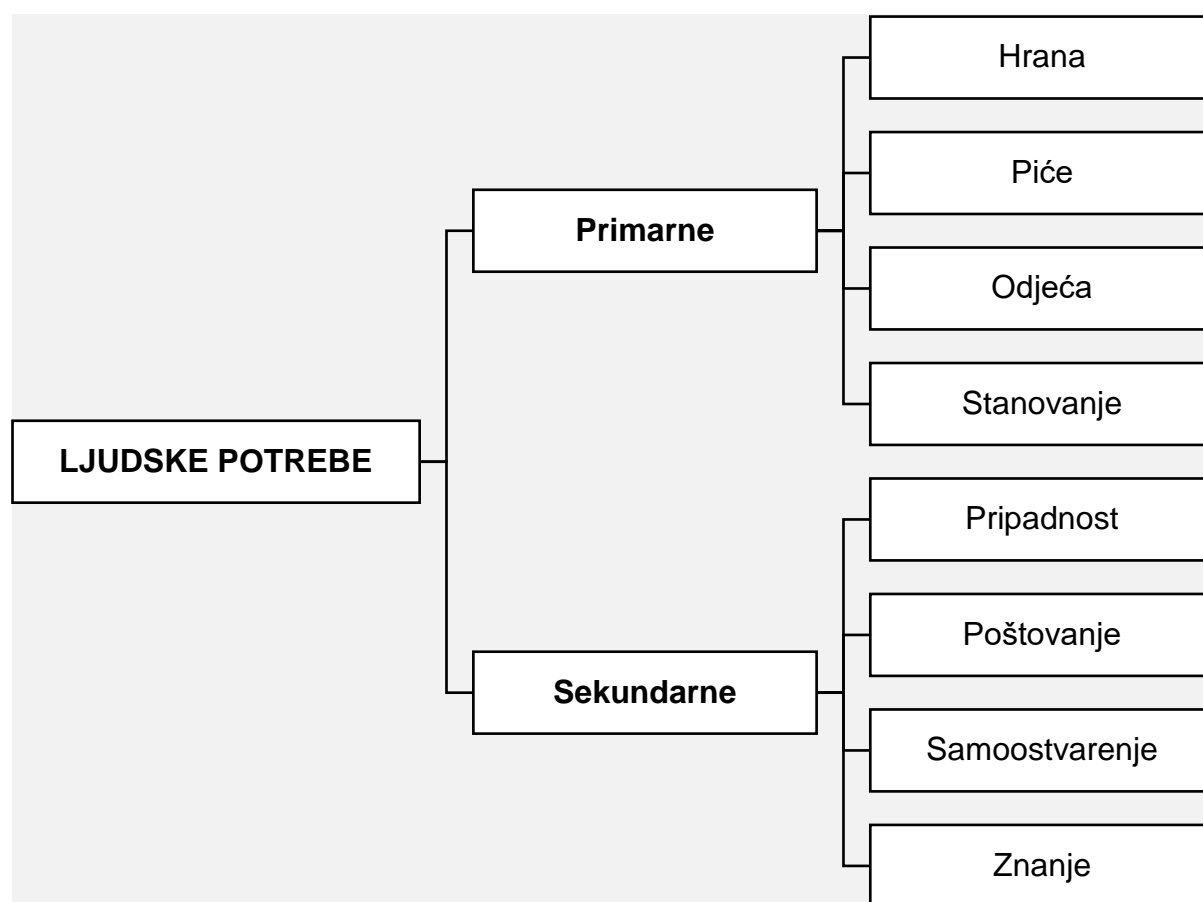 LJUDSKE POTREBE
Primarne
Hrana
Piće
Odjeća
Stanovanje
Sekundarne
Pripadnost
Poštovanje
Samoostvarenje
Znanje